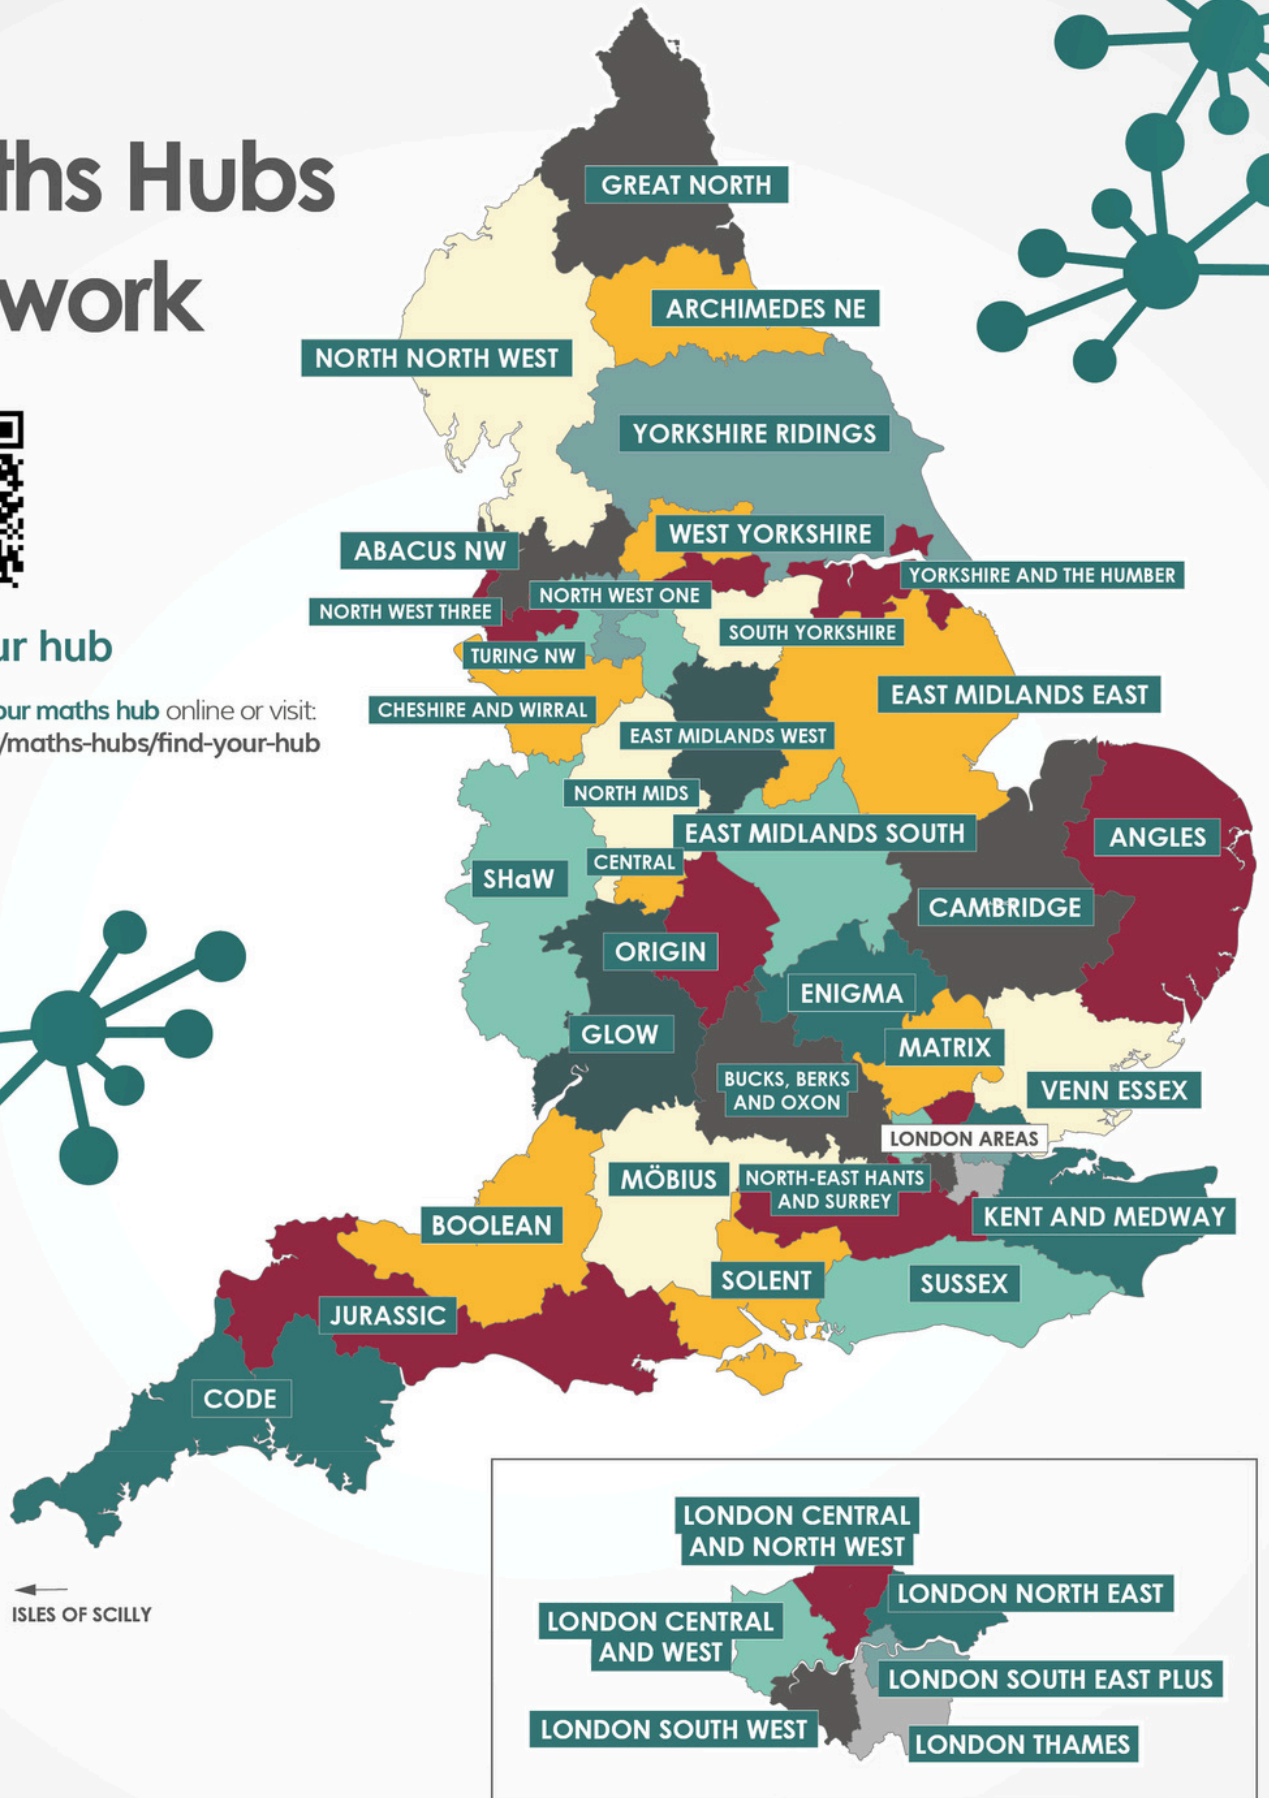 ths Hubs
work
ur hub
our maths hub online or visit:
/maths-hubs/find-your-hub
GREAT NORTH
ARCHIMEDES NE
NORTH NORTH WEST
YORKSHIRE RIDINGS
WEST YORKSHIRE
ABACUS NW
YORKSHIRE AND THE HUMBER
NORTH WEST ONE
NORTH WEST THREE
SOUTH YORKSHIRE
TURING NW
EAST MIDLANDS EAST
CHESHIRE AND WIRRAL
EAST MIDLANDS WEST
NORTH MIDS
EAST MIDLANDS SOUTH
ANGLES
CENTRAL
SHaW
CAMBRIDGE
ORIGIN
ENIGMA
GLOW
MATRIX
BUCKS, BERKS
AND OXON
VENN ESSEX
LONDON AREAS
MÖBIUS
NORTH-EAST HANTS
AND SURREY
KENT AND MEDWAY
BOOLEAN
SOLENT
SUSSEX
JURASSIC
CODE
ISLES OF SCILLY
LONDON CENTRAL
AND NORTH WEST
LONDON NORTH EAST
LONDON CENTRAL
AND WEST
LONDON SOUTH EAST PLUS
LONDON SOUTH WEST
LONDON THAMES